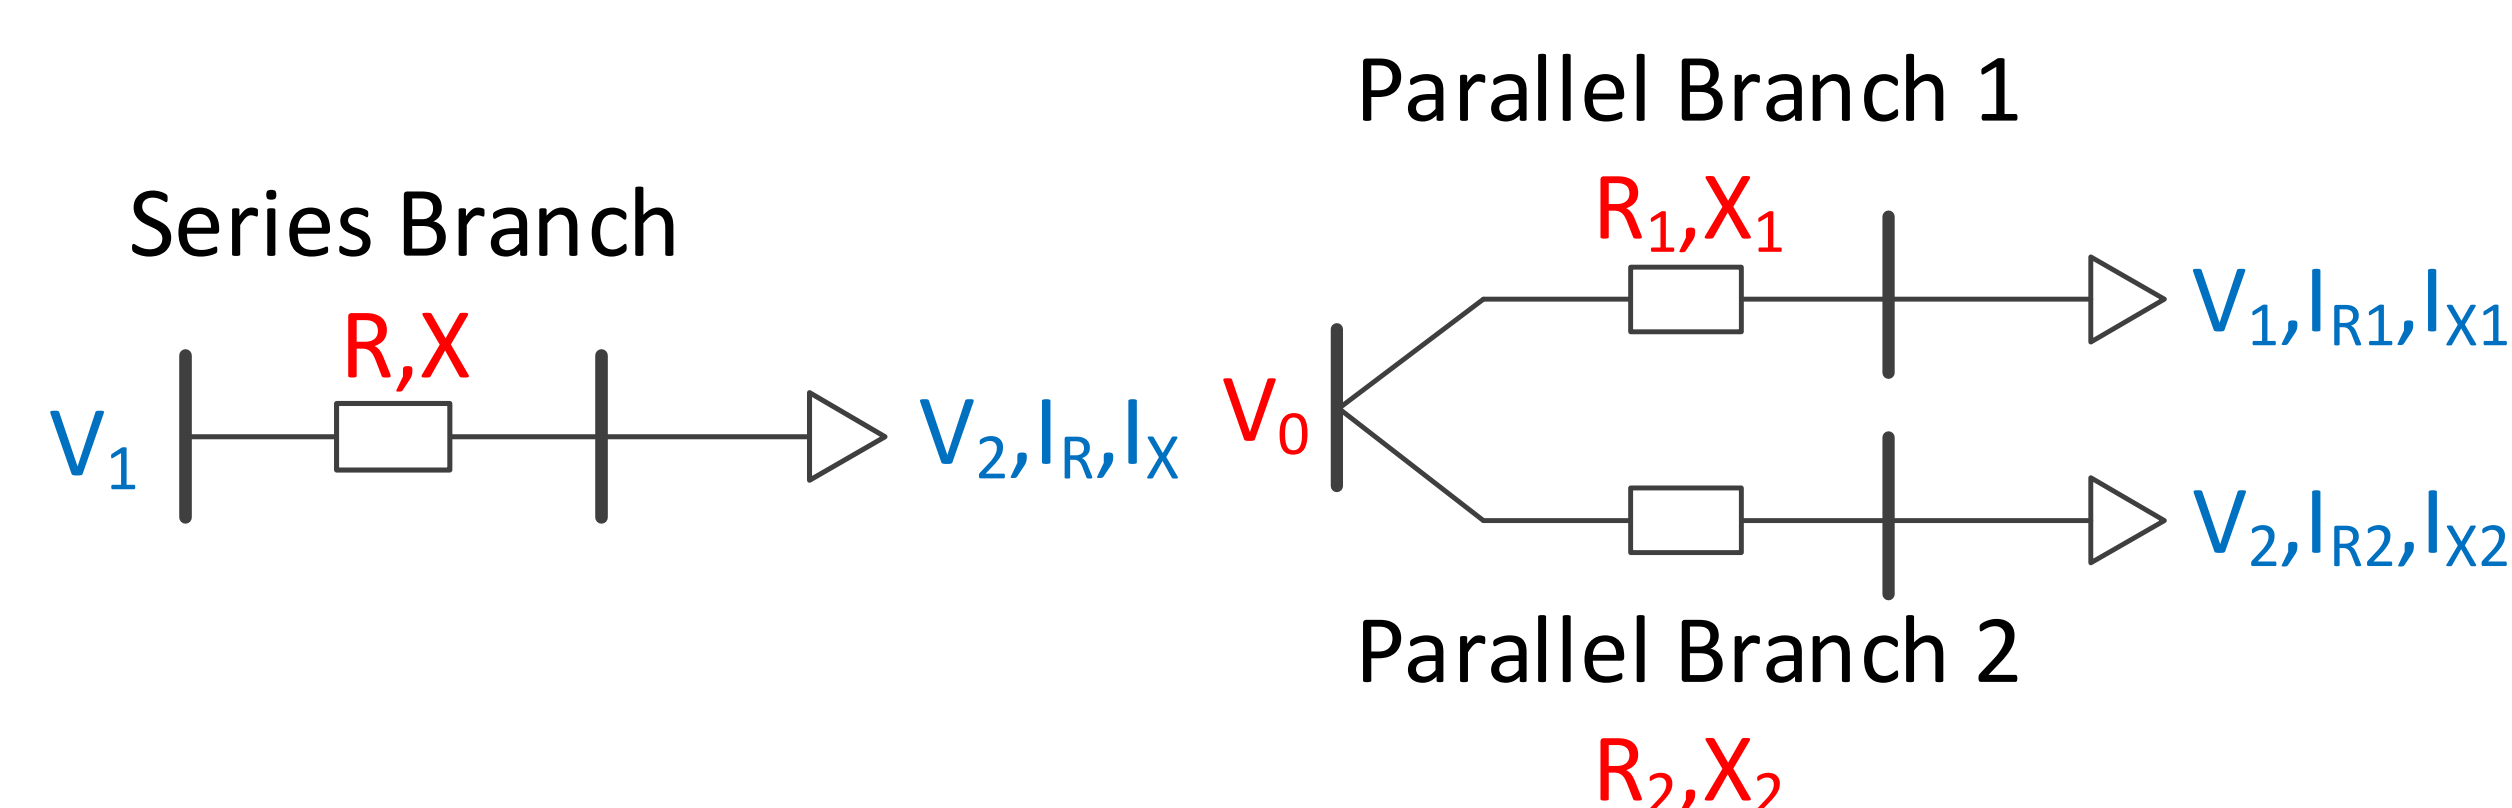 Series Branch
R,X
V1
V2,IR,IX
Parallel Branch 1
R1,X1
V1,IR1,IX1
V0
V2,IR2,IX2
Parallel Branch 2
R2,X2